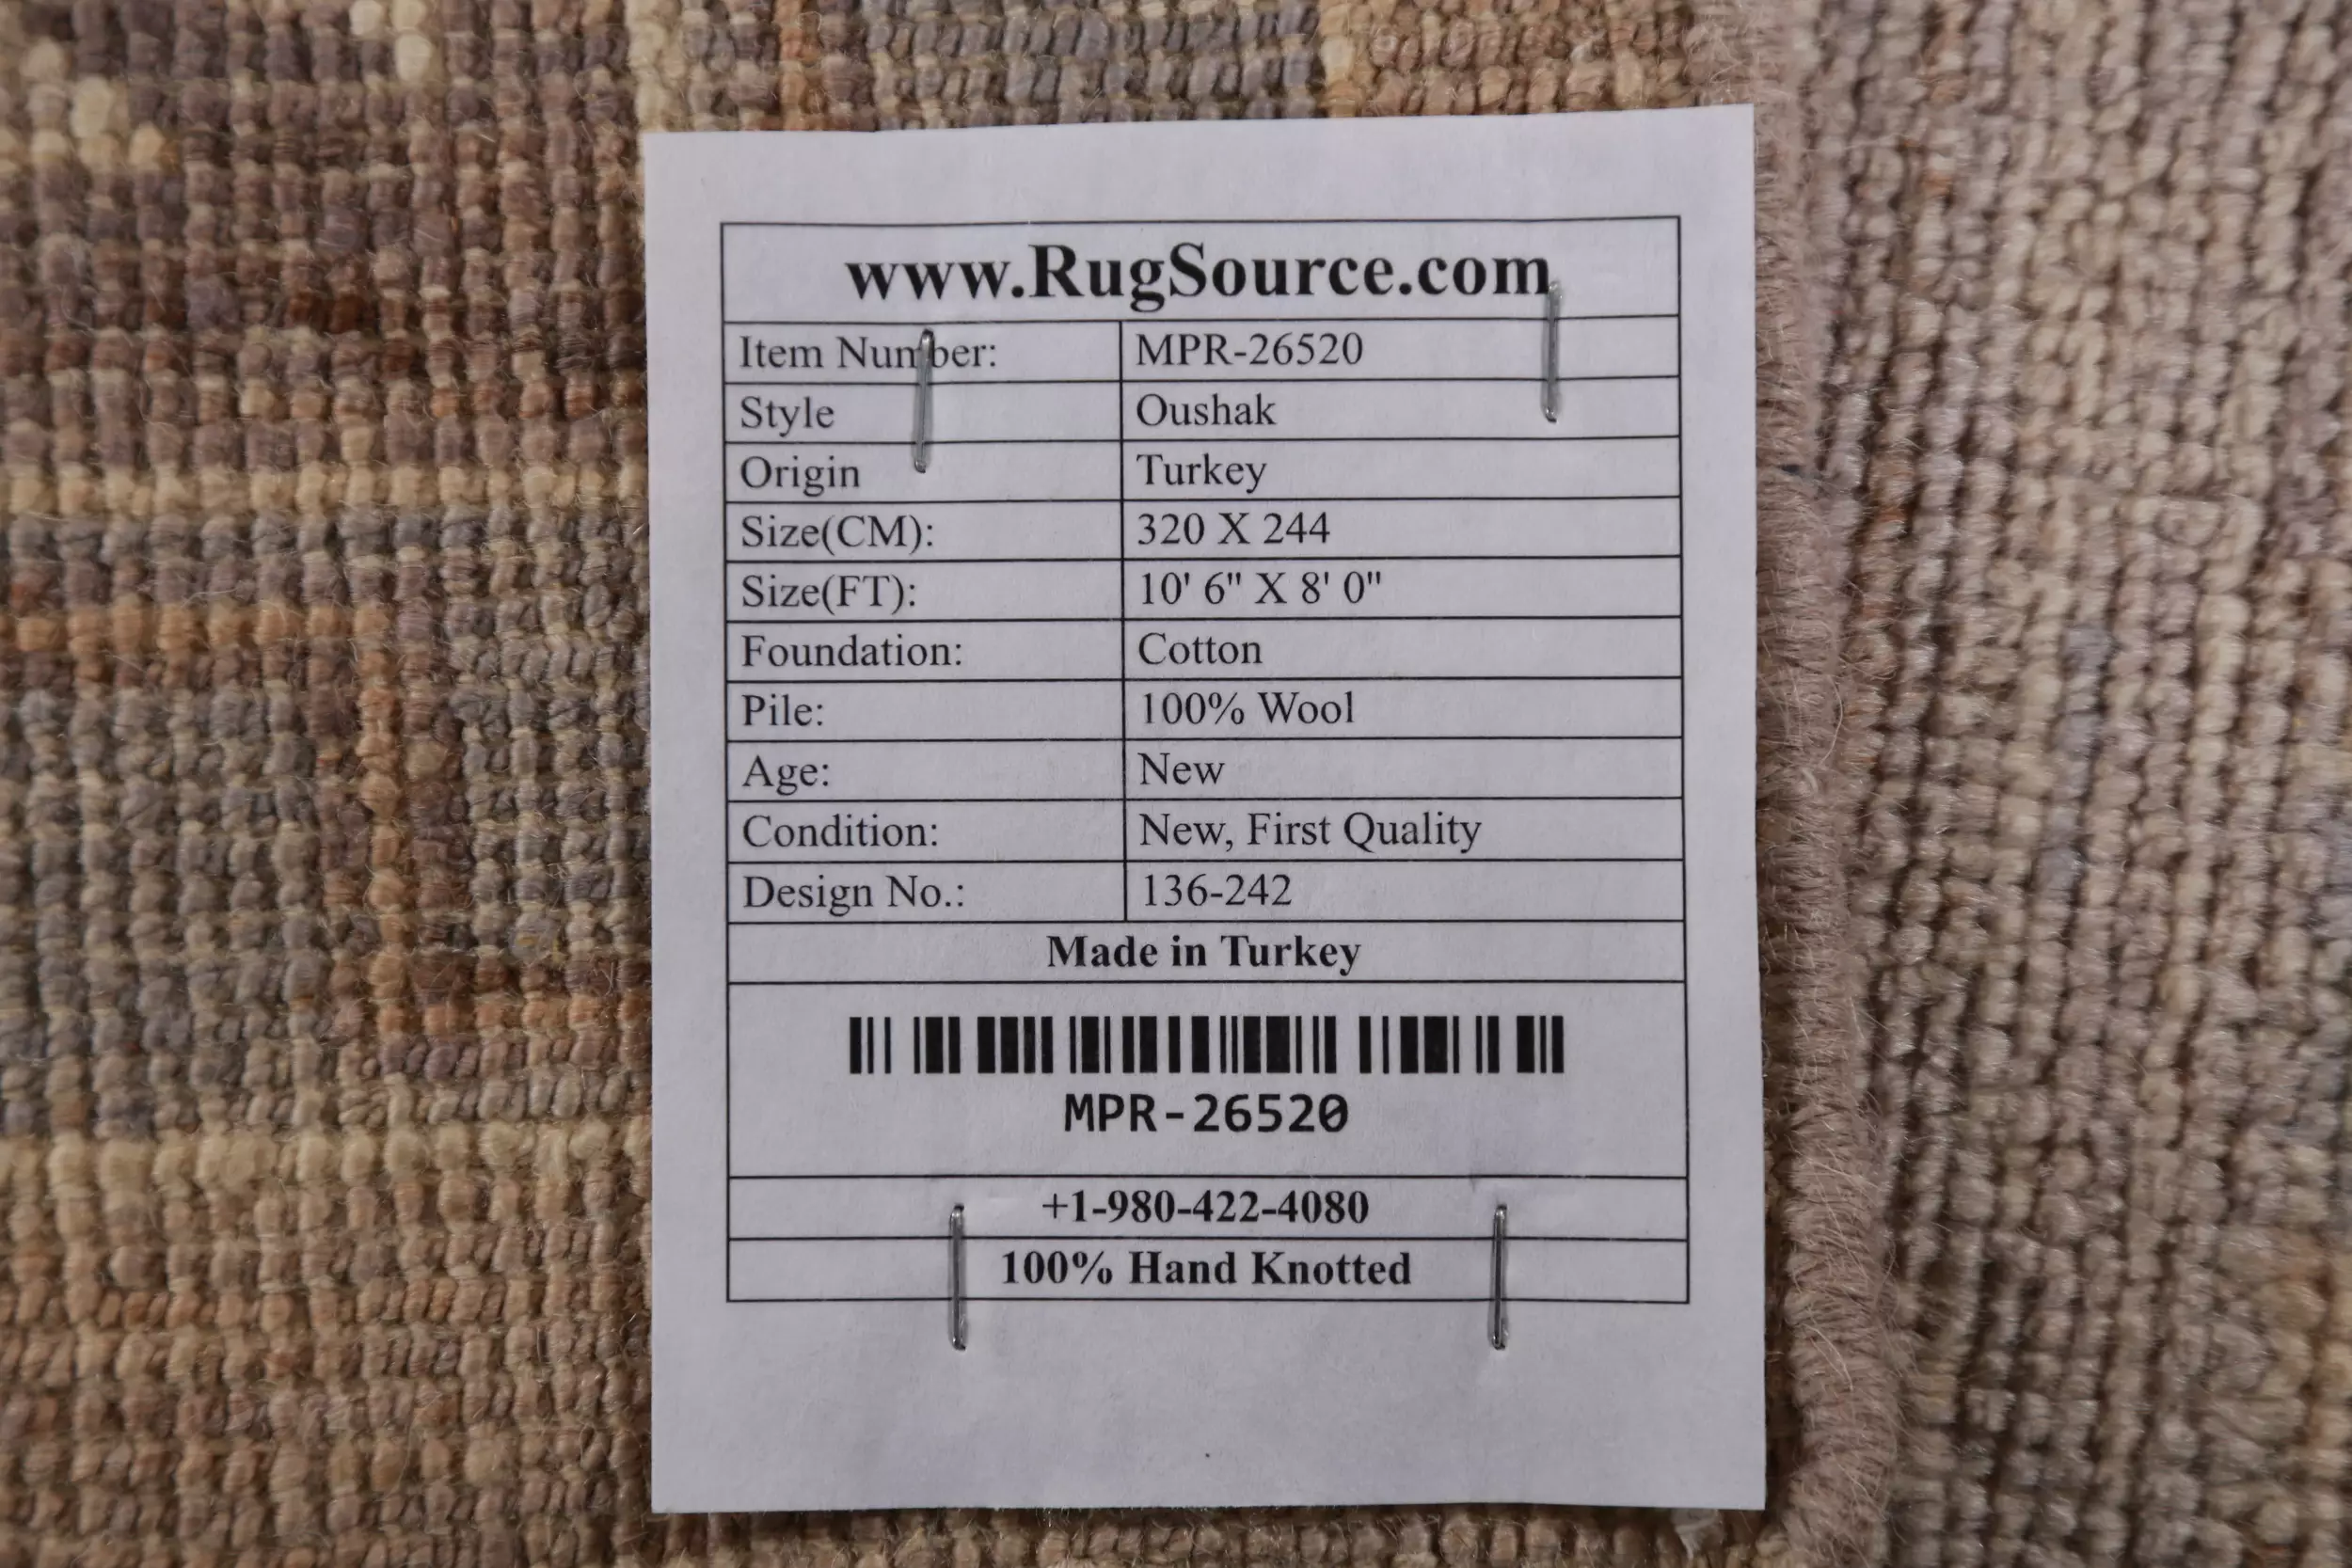 www.RugSource.com
Item Number: MPR-26520
Style Oushak
Origin Turkey
Size(CM): 320 X 244
Size(FT): 10' 6" X 8' 0"
Foundation: Cotton
Pile: 100% Wool
Age: New
Condition: New, First Quality
Design No.: 136-242
Made in Turkey
MPR-26520
+1-980-422-4080
100% Hand Knotted